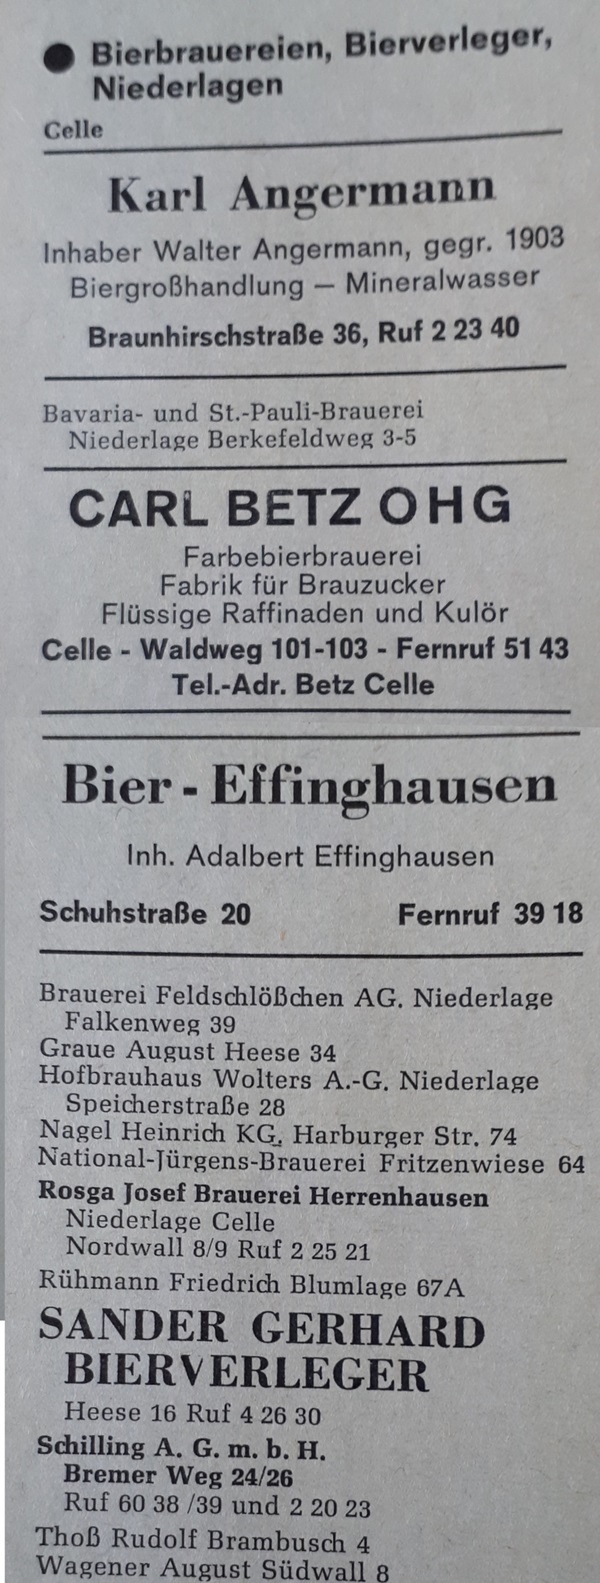 ● Bierbrauereien, Bierverleger,
Niederlagen
Celle
Karl Angermann
Inhaber Walter Angermann, gegr. 1903
Biergroßhandlung — Mineralwasser
Braunhirschstraße 36, Ruf 2 23 40
Bavaria- und St.-Pauli-Brauerei
Niederlage Berkefeldweg 3-5
CARL BETZ OHG
Farbebierbrauerei
Fabrik für Brauzucker
Flüssige Raffinaden und Kulör
Celle - Waldweg 101-103 - Fernruf 51 43
Tel.-Adr. Betz Celle
Bier - Effinghausen
Inh. Adalbert Effinghausen
Schuhstraße 20 Fernruf 39 18
Brauerei Feldschlößchen AG. Niederlage
Falkenweg 39
Graue August Heese 34
Hofbrauhaus Wolters A.-G. Niederlage
Speicherstraße 28
Nagel Heinrich KG, Harburger Str. 74
National-Jürgens-Brauerei Fritzenwiese 64
Rosga Josef Brauerei Herrenhausen
Niederlage Celle
Nordwall 8/9 Ruf 2 25 21
Rühmann Friedrich Blumlage 67A
SANDER GERHARD
BIERVERLEGER
Heese 16 Ruf 4 26 30
Schilling A. G. m. b. H.
Bremer Weg 24/26
Ruf 60 38 /39 und 2 20 23
Thoß Rudolf Brambusch 4
Wagener August Südwall 8